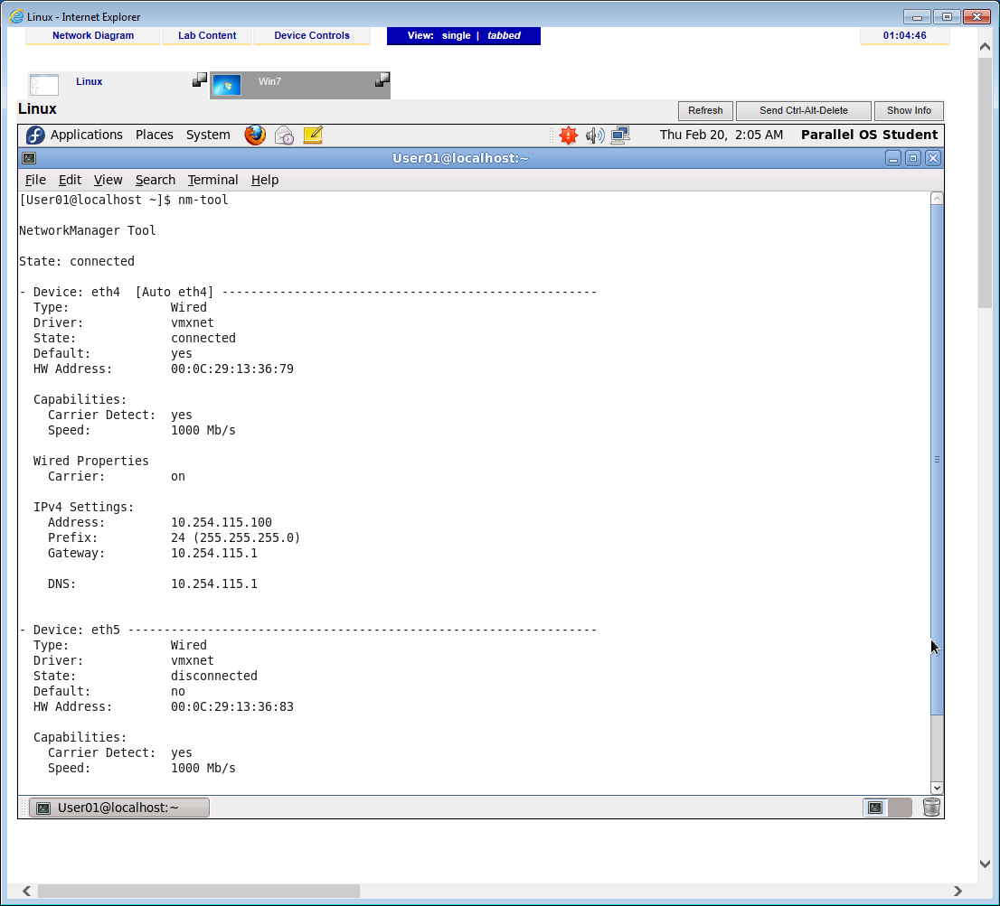 Linux - Internet Explorer
Network Diagram Lab Content Device Controls View: single | tabbed 01:04:46
Linux Win7
Linux Refresh Send Ctrl-Alt-Delete Show Info
Applications Places System Thu Feb 20, 2:05 AM Parallel OS Student
User01@localhost:~
File Edit View Search Terminal Help
[User01@localhost ~]$ nm-tool
NetworkManager Tool
State: connected
- Device: eth4  [Auto eth4] ----------------------------------------------------
  Type:              Wired
  Driver:            vmxnet
  State:             connected
  Default:           yes
  HW Address:        00:0C:29:13:36:79
  Capabilities:
    Carrier Detect:  yes
    Speed:           1000 Mb/s
  Wired Properties
    Carrier:         on
  IPv4 Settings:
    Address:         10.254.115.100
    Prefix:          24 (255.255.255.0)
    Gateway:         10.254.115.1
    DNS:             10.254.115.1
- Device: eth5 -----------------------------------------------------------------
  Type:              Wired
  Driver:            vmxnet
  State:             disconnected
  Default:           no
  HW Address:        00:0C:29:13:36:83
  Capabilities:
    Carrier Detect:  yes
    Speed:           1000 Mb/s
User01@localhost:~